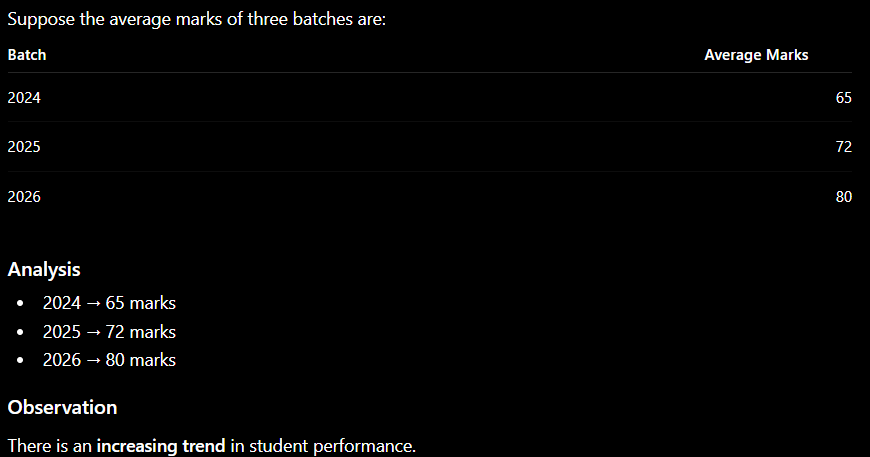 Suppose the average marks of three batches are:
Batch Average Marks
2024 65
2025 72
2026 80
Analysis
• 2024 → 65 marks
• 2025 → 72 marks
• 2026 → 80 marks
Observation
There is an increasing trend in student performance.